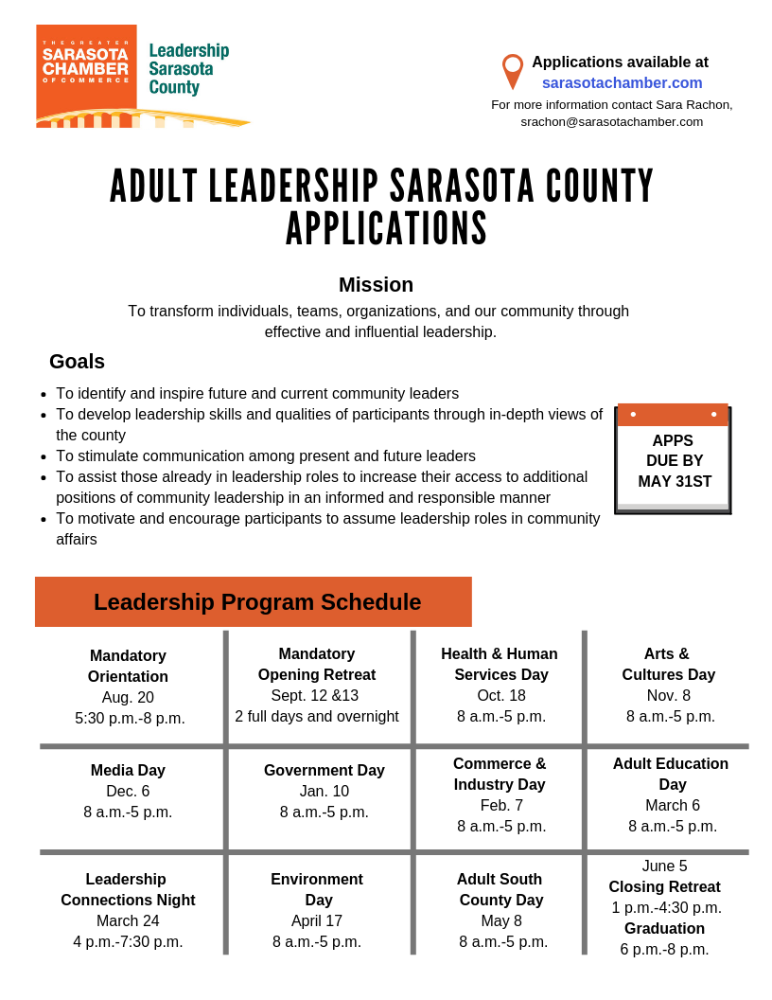 THE GREATER
SARASOTA
CHAMBER
OF COMMERCE
Leadership
Sarasota
County
Applications available at
sarasotachamber.com
For more information contact Sara Rachon,
srachon@sarasotachamber.com
ADULT LEADERSHIP SARASOTA COUNTY
APPLICATIONS
Mission
To transform individuals, teams, organizations, and our community through
effective and influential leadership.
Goals
• To identify and inspire future and current community leaders
• To develop leadership skills and qualities of participants through in-depth views of
the county
• To stimulate communication among present and future leaders
• To assist those already in leadership roles to increase their access to additional
positions of community leadership in an informed and responsible manner
• To motivate and encourage participants to assume leadership roles in community
affairs
APPS
DUE BY
MAY 31ST
Leadership Program Schedule
Mandatory
Orientation
Aug. 20
5:30 p.m.-8 p.m.
Mandatory
Opening Retreat
Sept. 12 &13
2 full days and overnight
Health & Human
Services Day
Oct. 18
8 a.m.-5 p.m.
Arts &
Cultures Day
Nov. 8
8 a.m.-5 p.m.
Media Day
Dec. 6
8 a.m.-5 p.m.
Government Day
Jan. 10
8 a.m.-5 p.m.
Commerce &
Industry Day
Feb. 7
8 a.m.-5 p.m.
Adult Education
Day
March 6
8 a.m.-5 p.m.
Leadership
Connections Night
March 24
4 p.m.-7:30 p.m.
Environment
Day
April 17
8 a.m.-5 p.m.
Adult South
County Day
May 8
8 a.m.-5 p.m.
June 5
Closing Retreat
1 p.m.-4:30 p.m.
Graduation
6 p.m.-8 p.m.